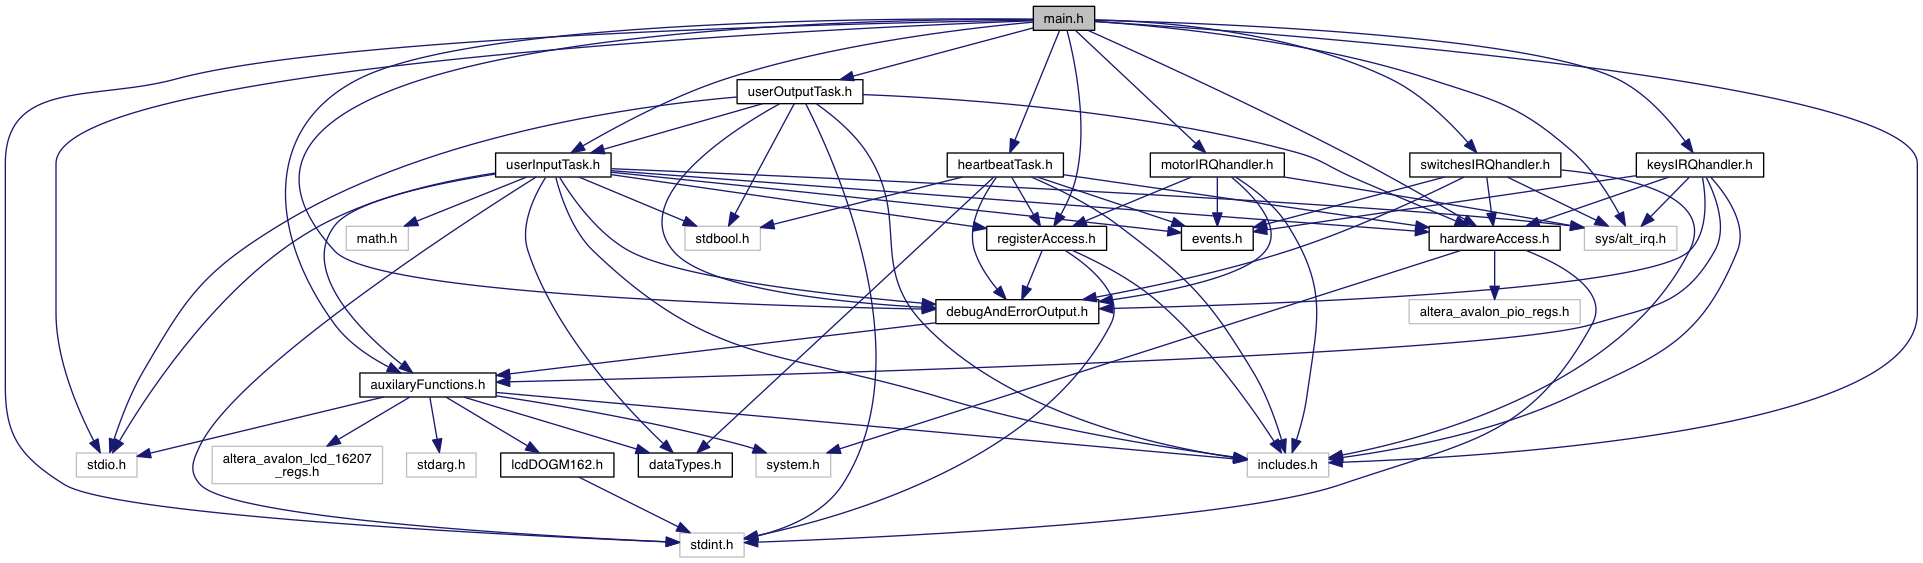 main.h
userOutputTask.h
userInputTask.h
heartbeatTask.h
motorIRQhandler.h
switchesIRQhandler.h
keysIRQhandler.h
math.h
stdbool.h
registerAccess.h
events.h
hardwareAccess.h
sys/alt_irq.h
debugAndErrorOutput.h
altera_avalon_pio_regs.h
auxilaryFunctions.h
stdio.h
altera_avalon_lcd_16207
_regs.h
stdarg.h
lcdDOGM162.h
dataTypes.h
system.h
includes.h
stdint.h